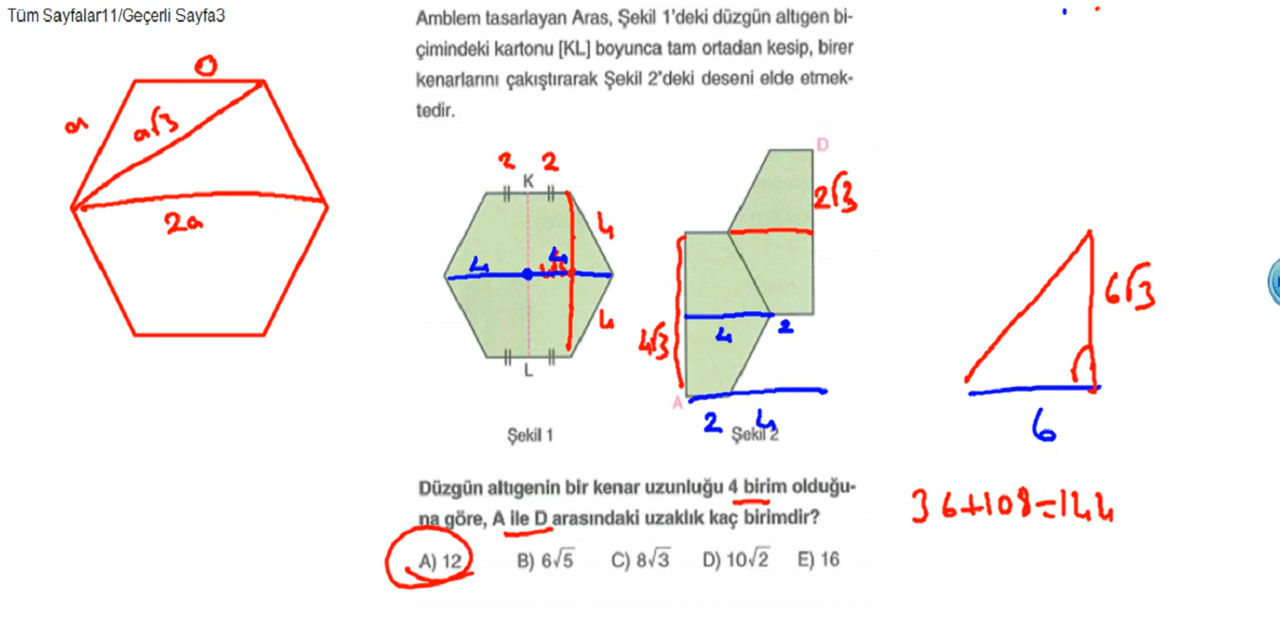 Tüm Sayfalar11/Geçerli Sayfa3
Amblem tasarlayan Aras, Şekil 1'deki düzgün altıgen bi-
çimindeki kartonu [KL] boyunca tam ortadan kesip, birer
kenarlarını çakıştırarak Şekil 2'deki deseni elde etmek-
tedir.
a
a
a√3
2a
2 2
K
4
4
4
4
L
Şekil 1
D
2√3
4√3
4
2
A
2 4
Şekil 2
6√3
6
Düzgün altıgenin bir kenar uzunluğu 4 birim olduğu-
na göre, A ile D arasındaki uzaklık kaç birimdir?
36+108=144
A) 12 B) 6√5 C) 8√3 D) 10√2 E) 16